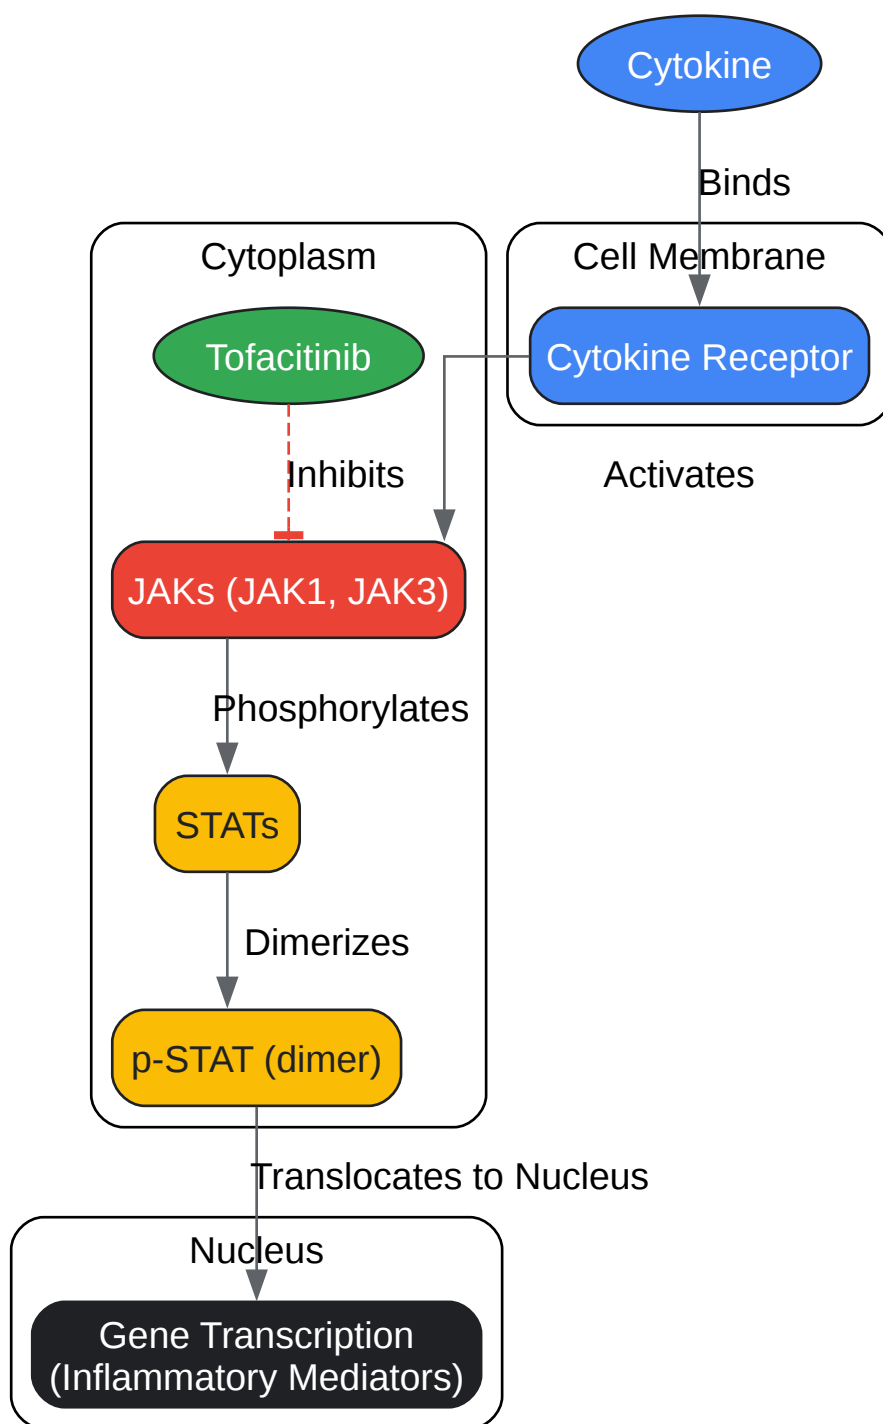 Cytokine
Binds
Cytoplasm
Cell Membrane
Tofacitinib
Cytokine Receptor
Inhibits
Activates
JAKs (JAK1, JAK3)
Phosphorylates
STATs
Dimerizes
p-STAT (dimer)
Translocates to Nucleus
Nucleus
Gene Transcription
(Inflammatory Mediators)